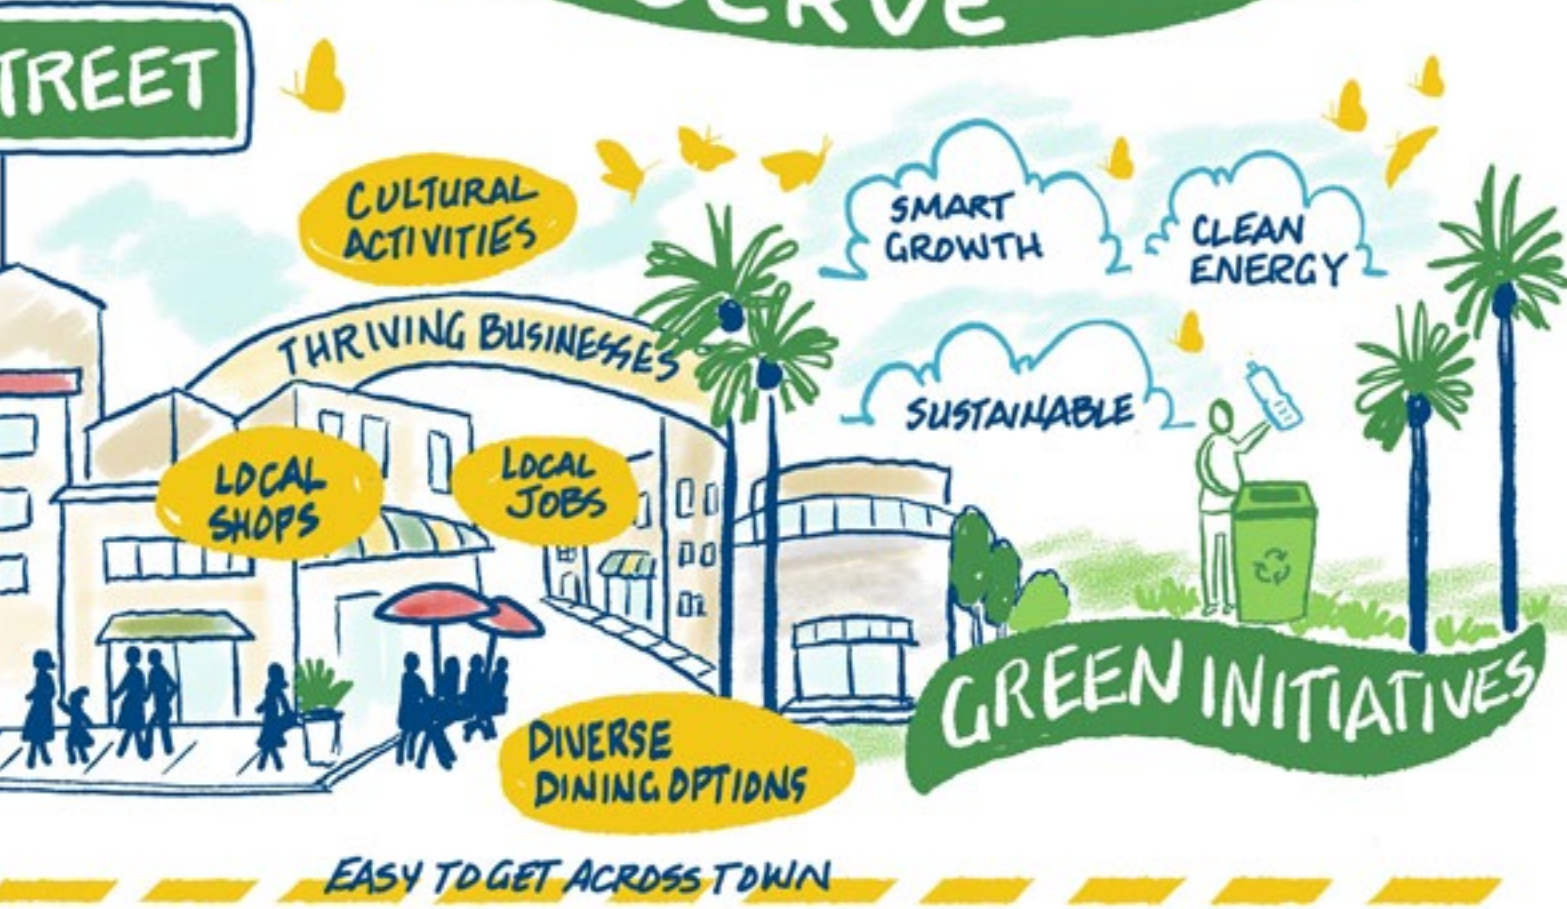 SERVE
TREET
CULTURAL
ACTIVITIES
SMART
GROWTH
CLEAN
ENERGY
THRIVING BUSINESSES
SUSTAINABLE
LOCAL
SHOPS
LOCAL
JOBS
GREEN INITIATIVES
DIVERSE
DINING OPTIONS
EASY TO GET ACROSS TOWN